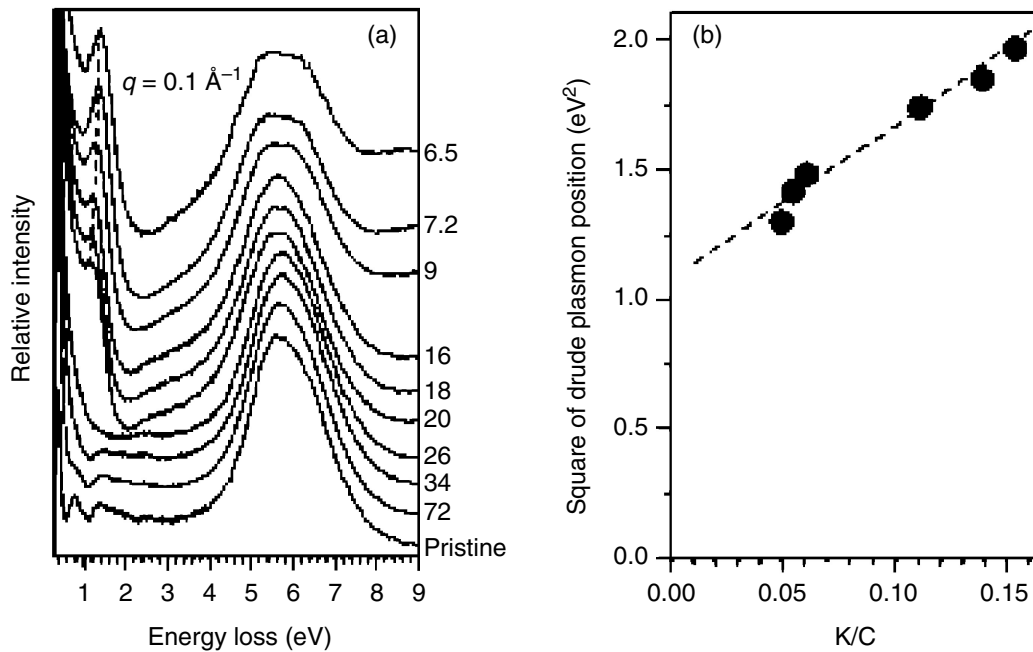 (a)
q = 0.1 Å⁻¹
6.5
7.2
9
16
18
20
26
34
72
Pristine
Relative intensity
1 2 3 4 5 6 7 8 9
Energy loss (eV)
(b)
Square of drude plasmon position (eV²)
2.0
1.5
1.0
0.5
0.0
0.00 0.05 0.10 0.15
K/C